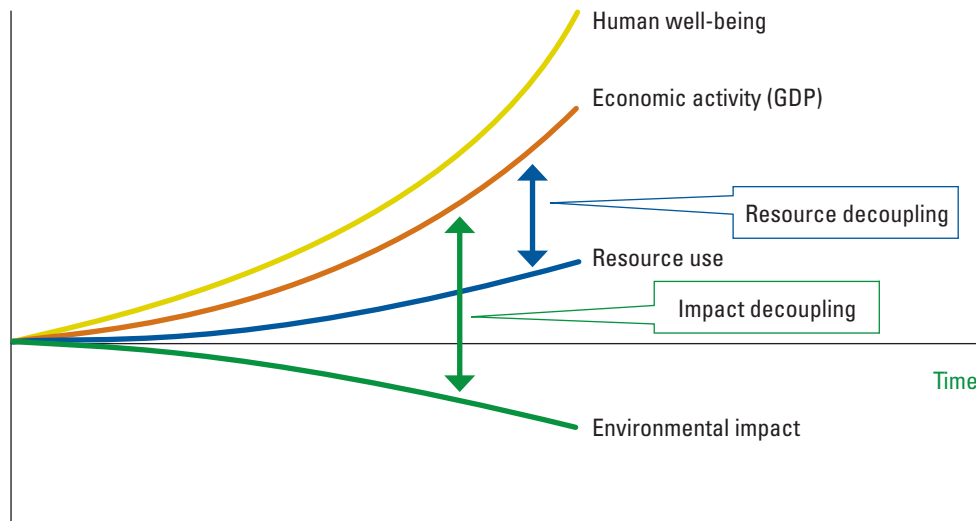 Human well-being
Economic activity (GDP)
Resource decoupling
Resource use
Impact decoupling
Time
Environmental impact